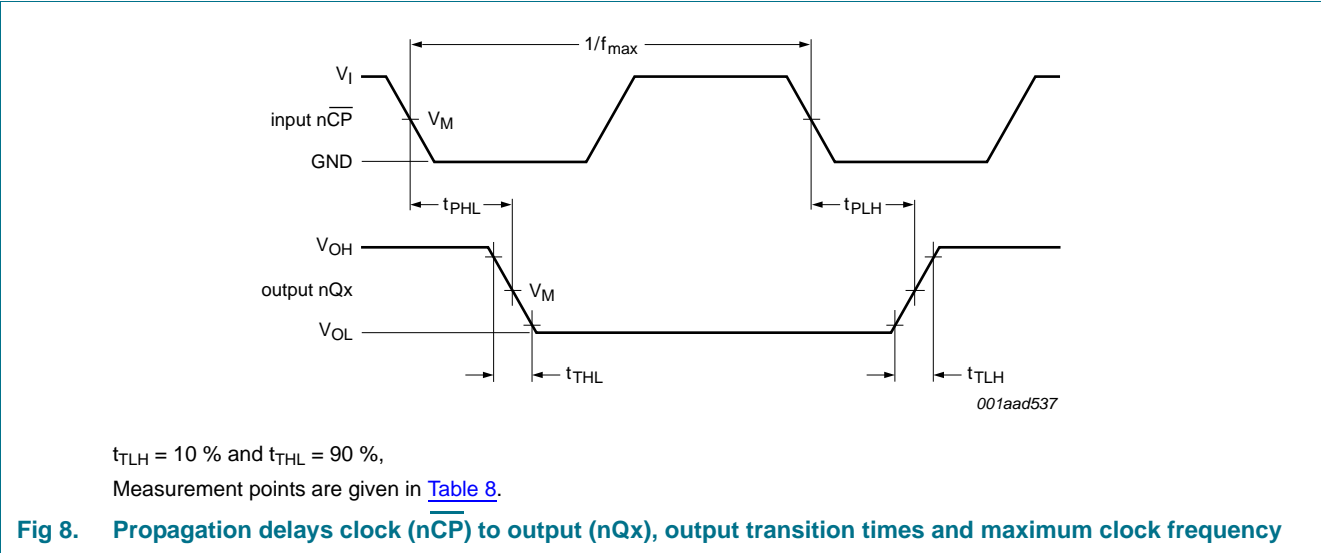 1/fmax
VI
input nC̅P̅
VM
GND
tPHL
tPLH
VOH
output nQx
VM
VOL
tTHL
tTLH
001aad537
tTLH = 10 % and tTHL = 90 %,
Measurement points are given in Table 8.
Fig 8. Propagation delays clock (nC̅P̅) to output (nQx), output transition times and maximum clock frequency